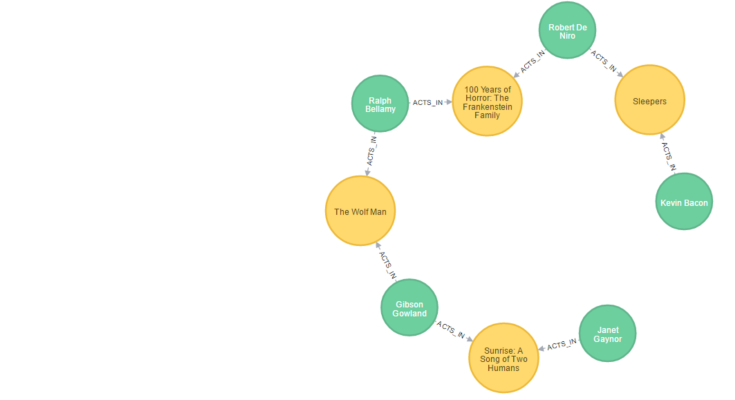 Robert De
Niro
ACTS_IN
ACTS_IN
100 Years of
Horror: The
Frankenstein
Family
Sleepers
Ralph
Bellamy
ACTS_IN
ACTS_IN
ACTS_IN
The Wolf Man
Kevin Bacon
ACTS_IN
Gibson
Gowland
ACTS_IN
Janet
Gaynor
ACTS_IN
Sunrise: A
Song of Two
Humans